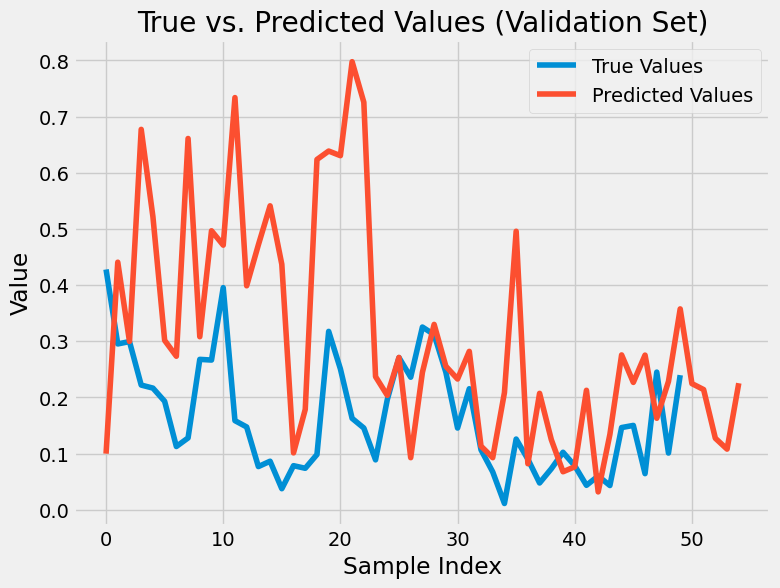 True vs. Predicted Values (Validation Set)
True Values
Predicted Values
0.8
0.7
0.6
0.5
0.4
0.3
0.2
0.1
0.0
Value
0 10 20 30 40 50
Sample Index